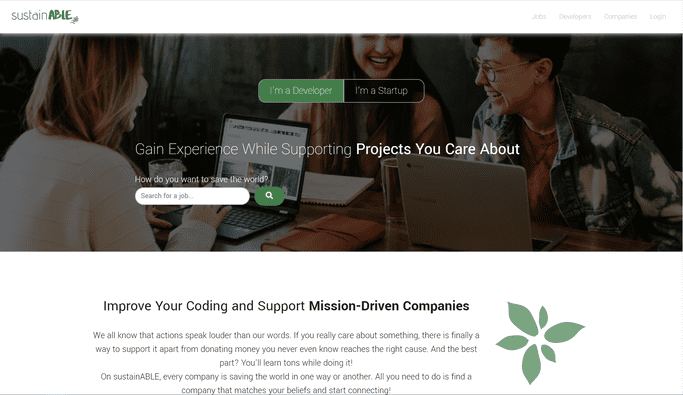 sustainABLE
Jobs Developers Companies Login
I'm a Developer I'm a Startup
Gain Experience While Supporting Projects You Care About
How do you want to save the world?
Search for a job...
Improve Your Coding and Support Mission-Driven Companies
We all know that actions speak louder than our words. If you really care about something, there is finally a
way to support it apart from donating money you never even know reaches the right cause. And the best
part? You'll learn tons while doing it!
On sustainABLE, every company is saving the world in one way or another. All you need to do is find a
company that matches your beliefs and start connecting!